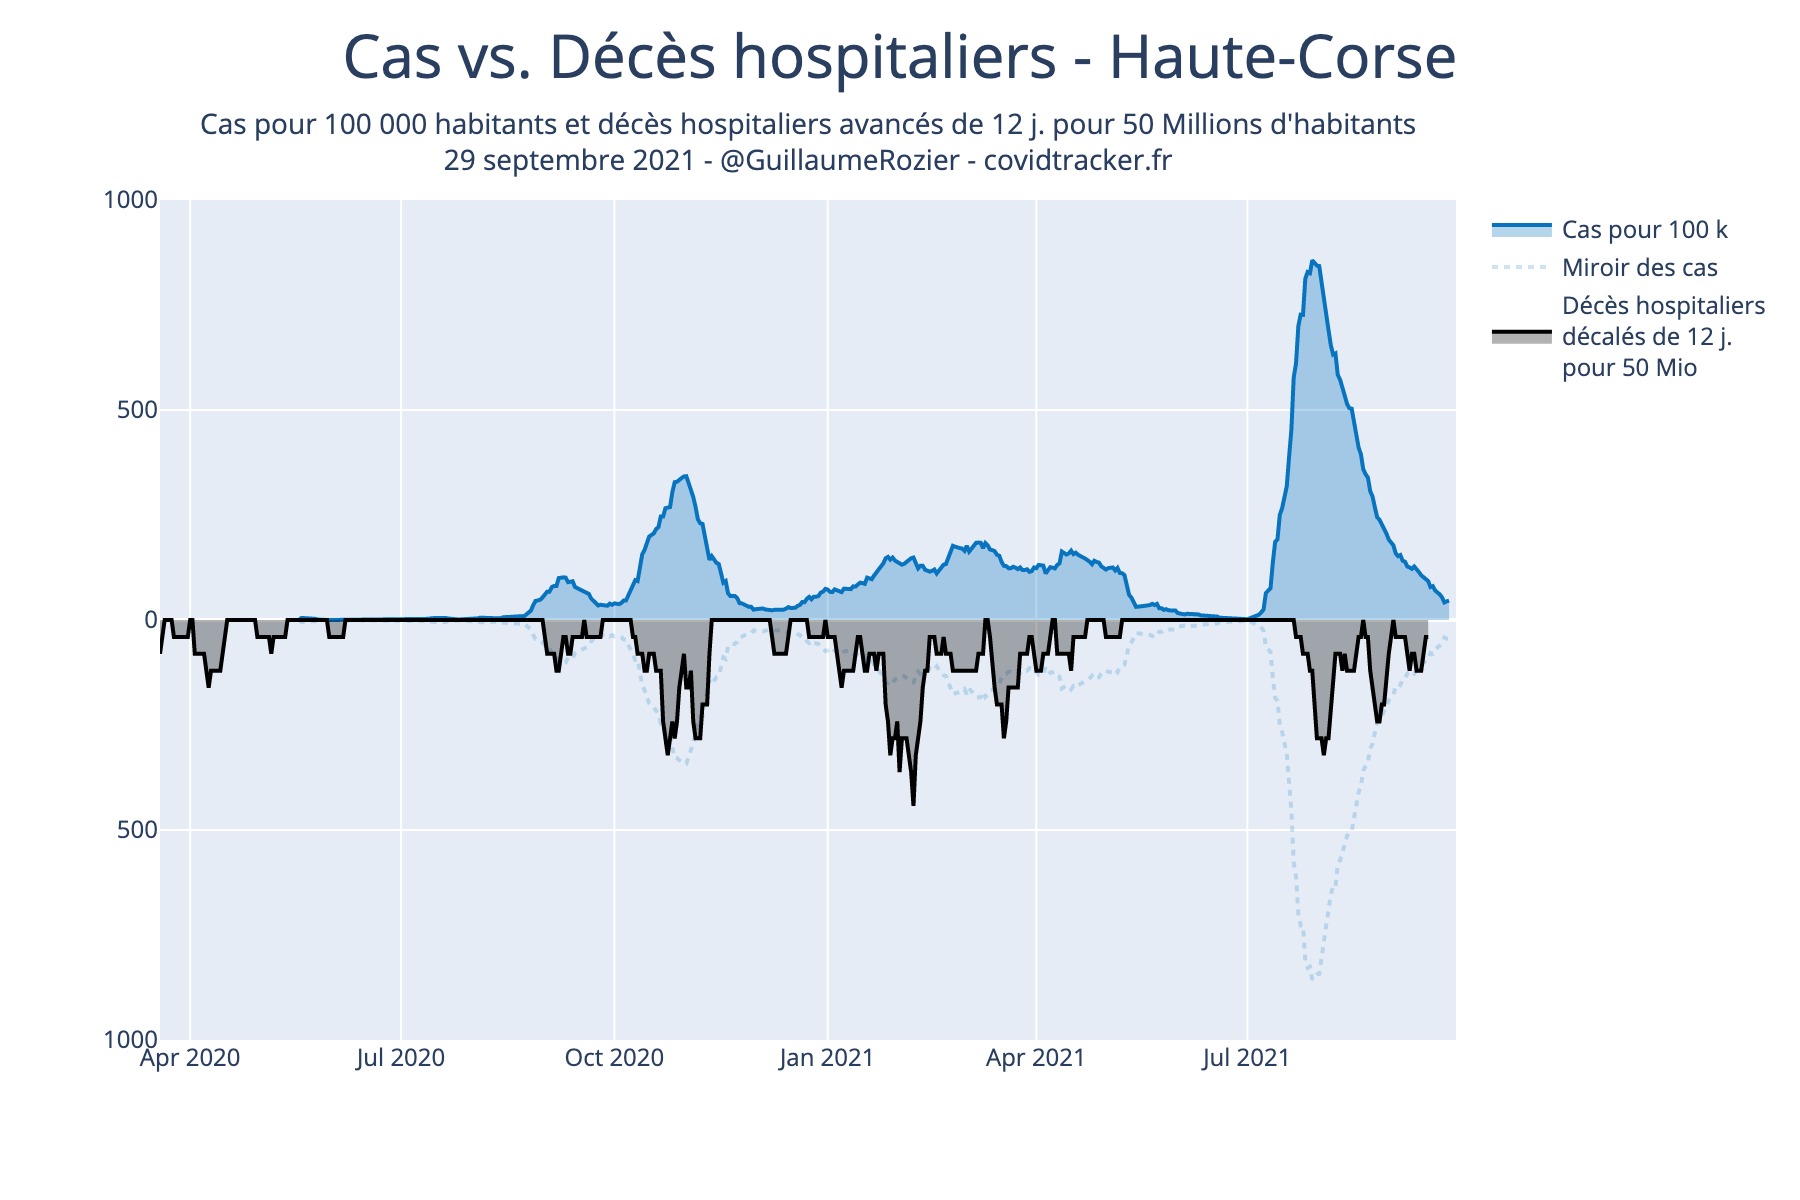 Cas vs. Décès hospitaliers - Haute-Corse
Cas pour 100 000 habitants et décès hospitaliers avancés de 12 j. pour 50 Millions d'habitants
29 septembre 2021 - @GuillaumeRozier - covidtracker.fr
1000
500
0
500
1000
Apr 2020
Jul 2020
Oct 2020
Jan 2021
Apr 2021
Jul 2021
Cas pour 100 k
Miroir des cas
Décès hospitaliers
décalés de 12 j.
pour 50 Mio